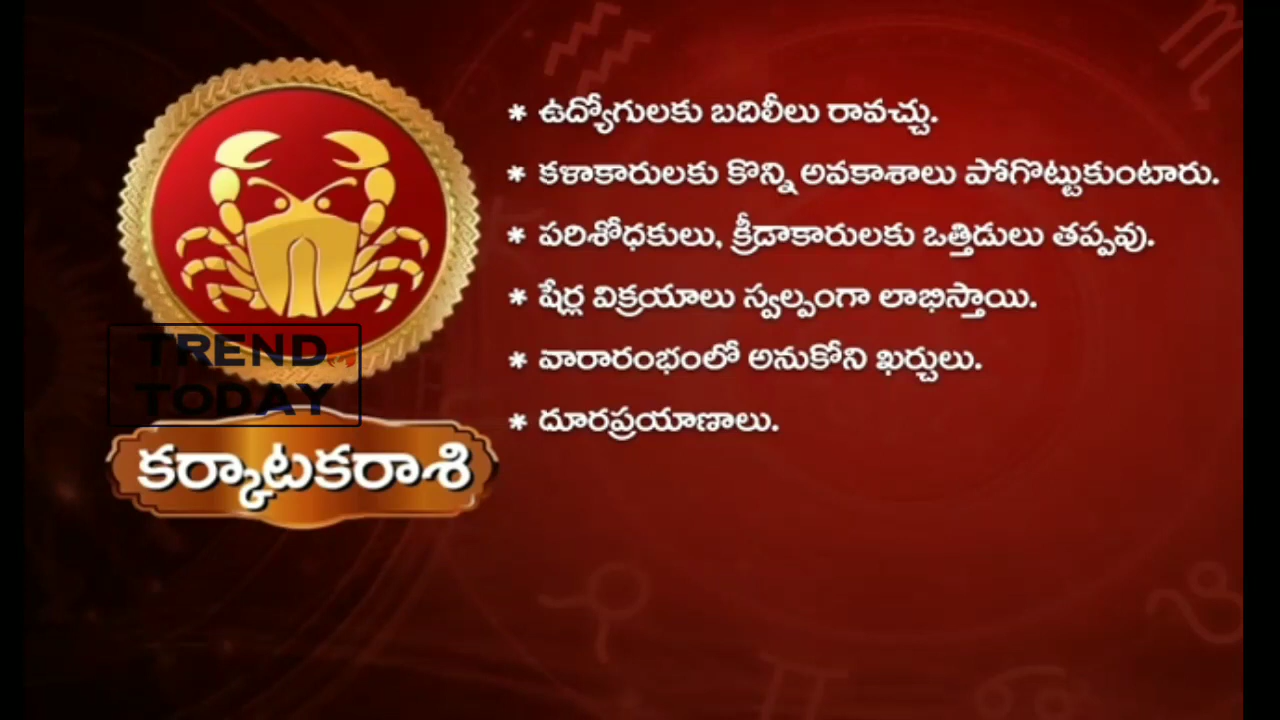 * ఉద్యోగులకు బదిలీలు రావచ్చు.
* కళాకారులకు కొన్ని అవకాశాలు పోగొట్టుకుంటారు.
* పరిశోధకులు, క్రీడాకారులకు ఒత్తిడులు తప్పవు.
* షేర్ల విక్రయాలు స్వల్పంగా లాభిస్తాయి.
* వారారంభంలో అనుకోని ఖర్చులు.
* దూరప్రయాణాలు.
TREND
TODAY
కర్కాటకరాశి